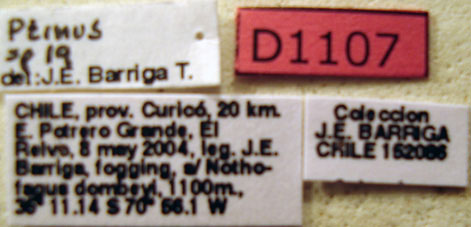 Ptinus
sp 19
det:J.E. Barriga T.
D1107
CHILE, prov. Curicó, 20 km.
E. Potrero Grande, El
Relvo, 8 may 2004, leg. J.E.
Barriga, fogging, s/ Notho-
fagus dombeyi, 1100m.,
11.14 S 70° 56.1 W
Coleccion
J.E. BARRIGA
CHILE 152086